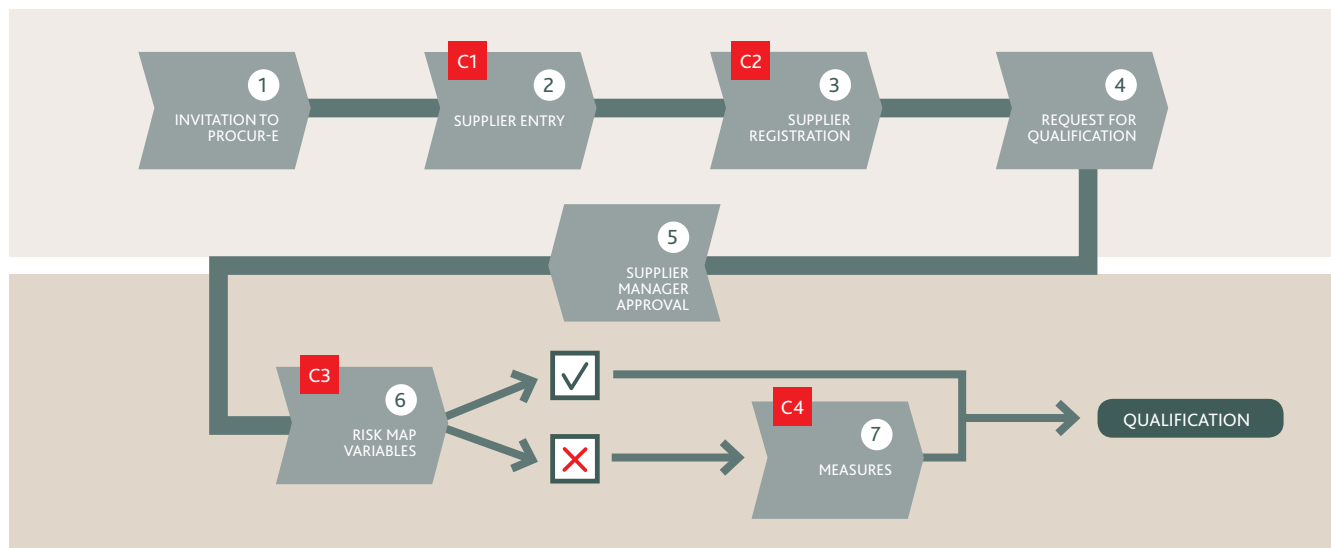 1
INVITATION TO
PROCUR-E
C1
2
SUPPLIER ENTRY
C2
3
SUPPLIER
REGISTRATION
4
REQUEST FOR
QUALIFICATION
5
SUPPLIER
MANAGER
APPROVAL
C3
6
RISK MAP
VARIABLES
C4
7
MEASURES
QUALIFICATION